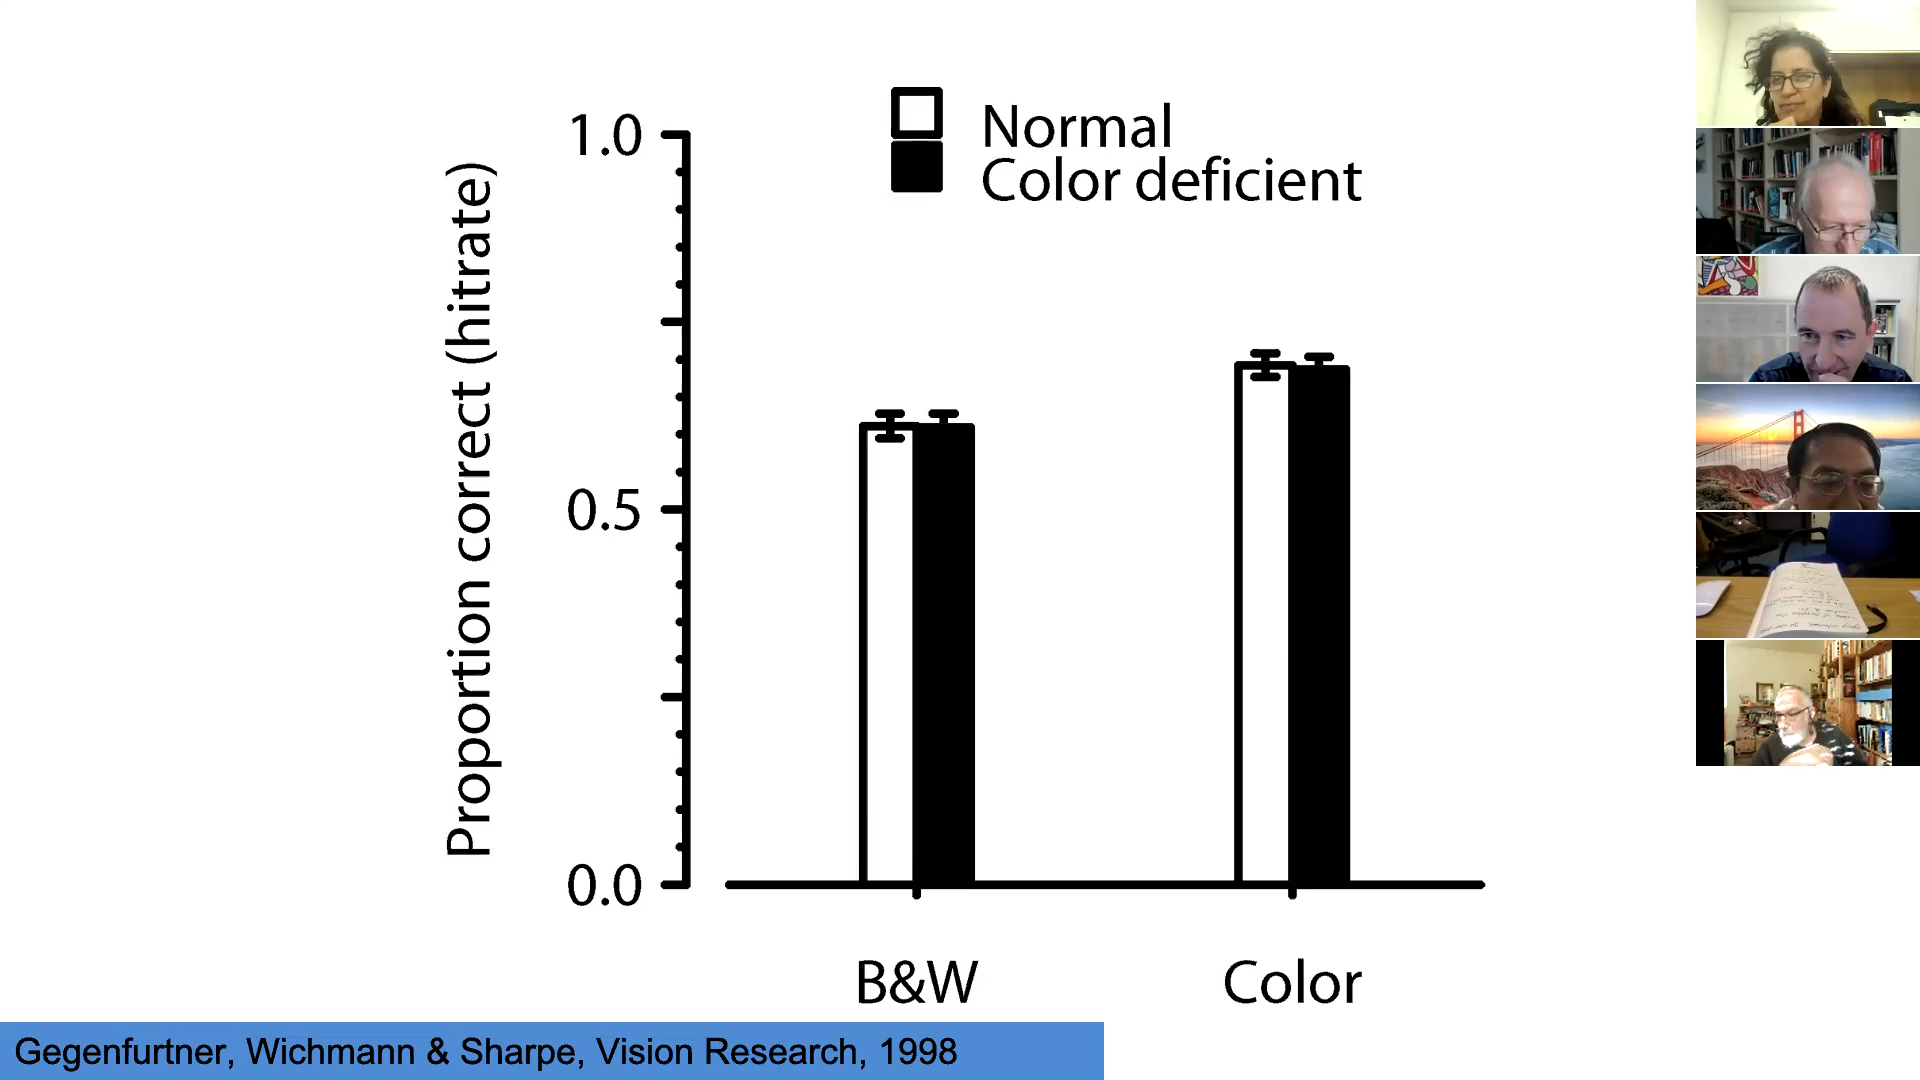 Normal
Color deficient
1.0
0.5
0.0
Proportion correct (hitrate)
B&W
Color
Gegenfurtner, Wichmann & Sharpe, Vision Research, 1998